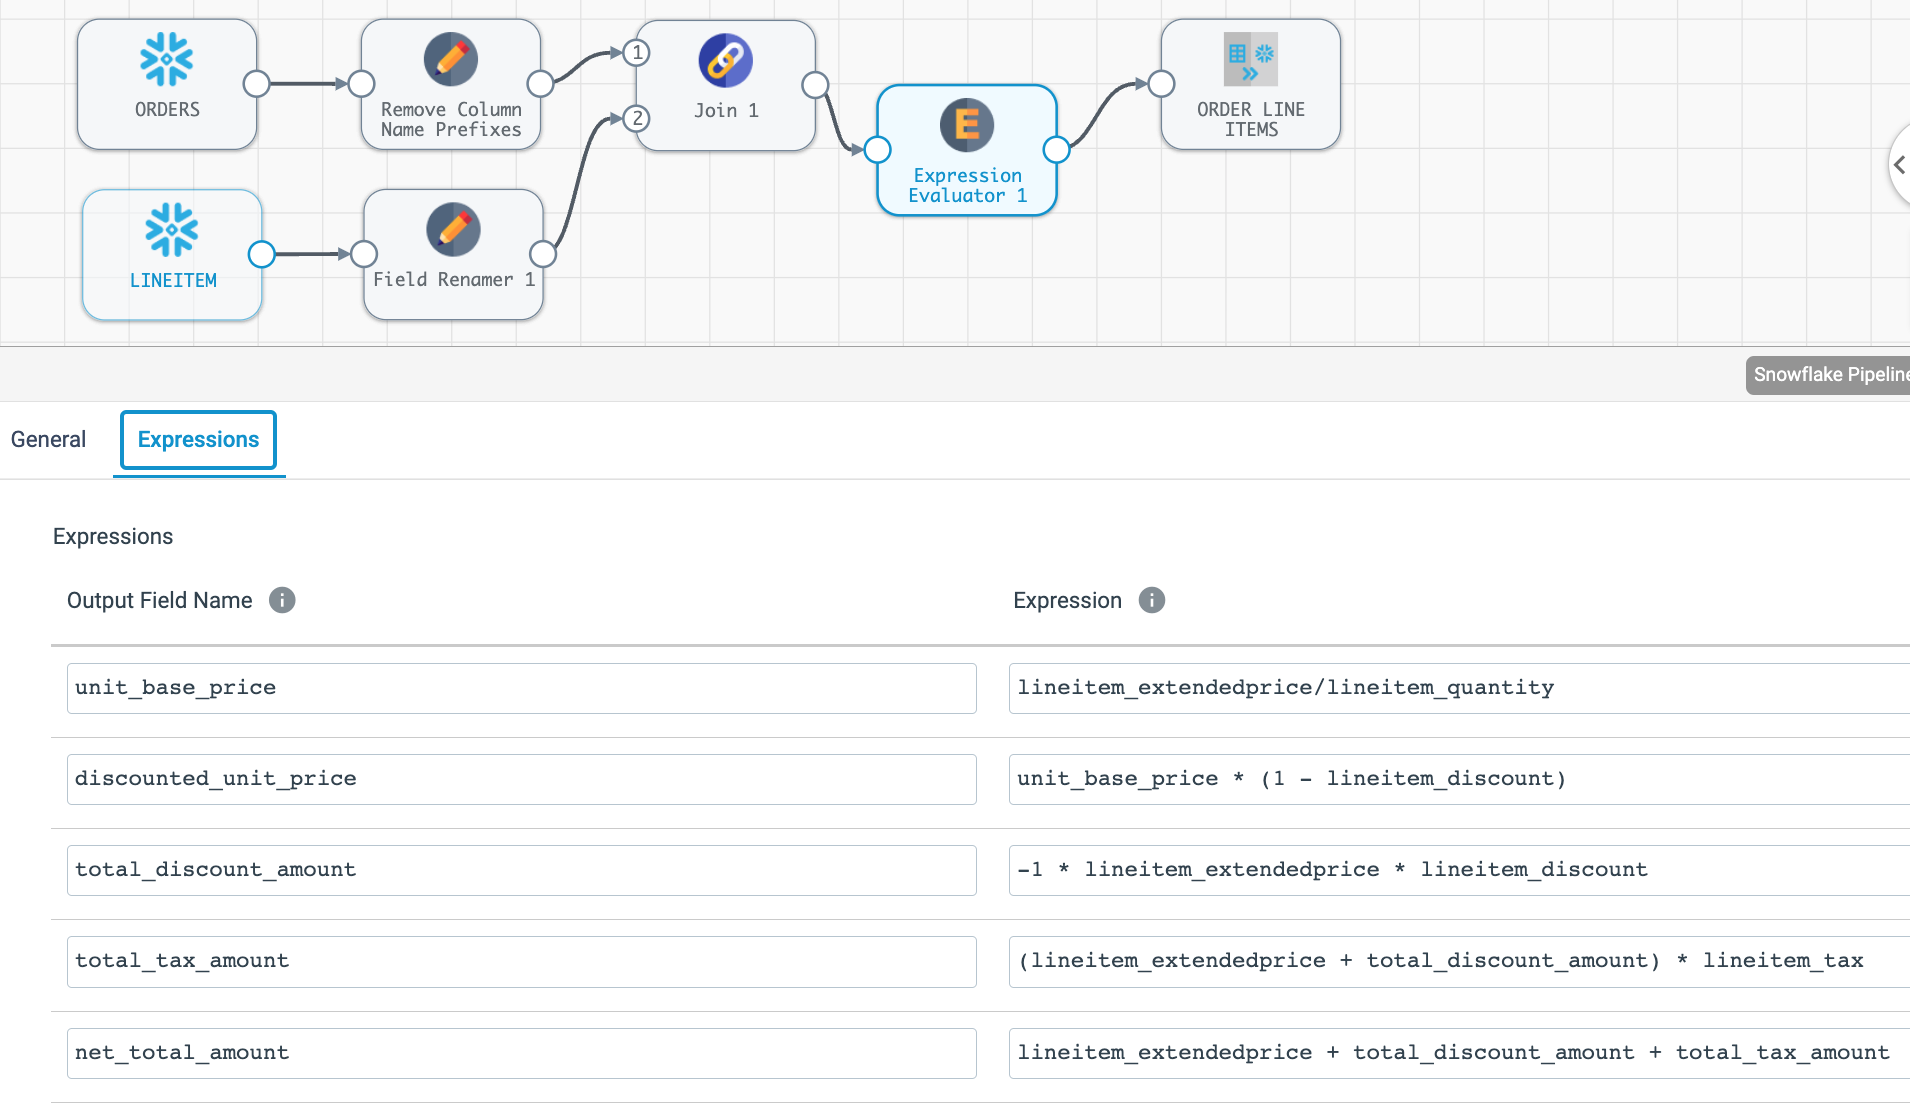 ORDERS
Remove Column
Name Prefixes
1
2
Join 1
Expression
Evaluator 1
ORDER LINE
ITEMS
LINEITEM
Field Renamer 1
Snowflake Pipeline
General
Expressions
Expressions
Output Field Name
Expression
unit_base_price
lineitem_extendedprice/lineitem_quantity
discounted_unit_price
unit_base_price * (1 - lineitem_discount)
total_discount_amount
-1 * lineitem_extendedprice * lineitem_discount
total_tax_amount
(lineitem_extendedprice + total_discount_amount) * lineitem_tax
net_total_amount
lineitem_extendedprice + total_discount_amount + total_tax_amount